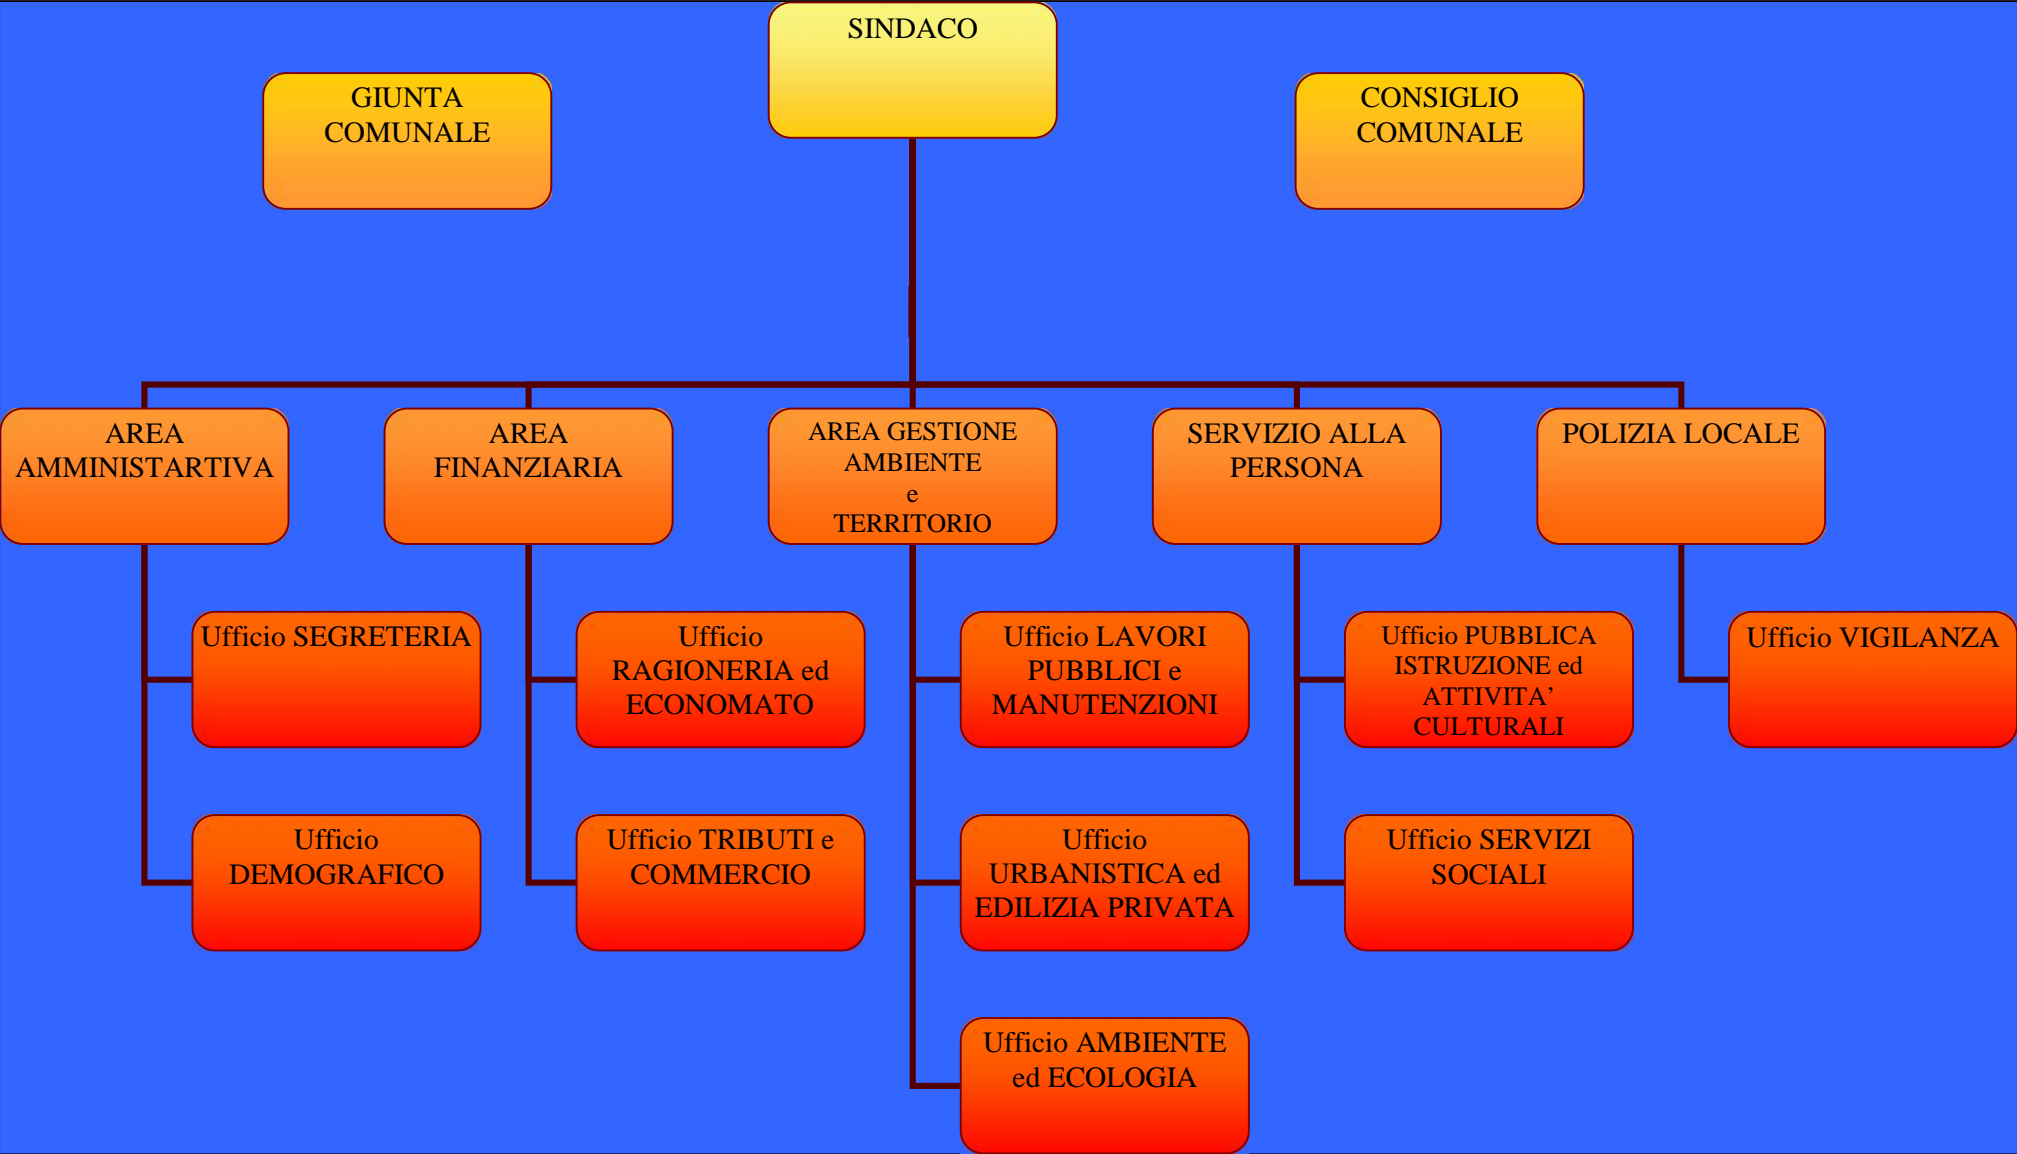 SINDACO
GIUNTA
COMUNALE
CONSIGLIO
COMUNALE
AREA
AMMINISTARTIVA
AREA
FINANZIARIA
AREA GESTIONE
AMBIENTE
e
TERRITORIO
SERVIZIO ALLA
PERSONA
POLIZIA LOCALE
Ufficio SEGRETERIA
Ufficio
RAGIONERIA ed
ECONOMATO
Ufficio LAVORI
PUBBLICI e
MANUTENZIONI
Ufficio PUBBLICA
ISTRUZIONE ed
ATTIVITA’
CULTURALI
Ufficio VIGILANZA
Ufficio
DEMOGRAFICO
Ufficio TRIBUTI e
COMMERCIO
Ufficio
URBANISTICA ed
EDILIZIA PRIVATA
Ufficio SERVIZI
SOCIALI
Ufficio AMBIENTE
ed ECOLOGIA